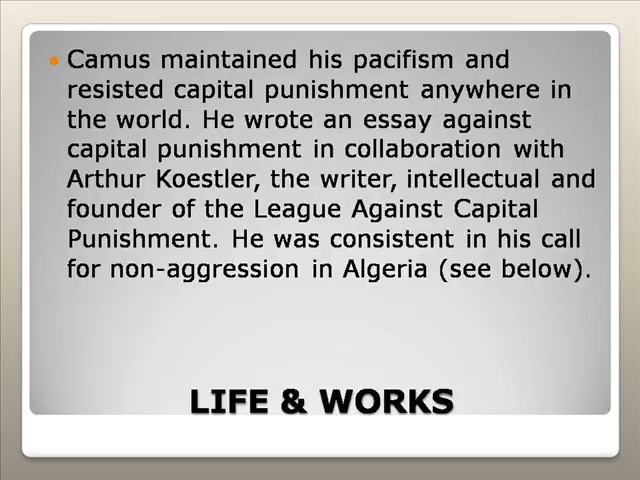 Camus maintained his pacifism and
resisted capital punishment anywhere in
the world. He wrote an essay against
capital punishment in collaboration with
Arthur Koestler, the writer, intellectual and
founder of the League Against Capital
Punishment. He was consistent in his call
for non-aggression in Algeria (see below).
LIFE & WORKS